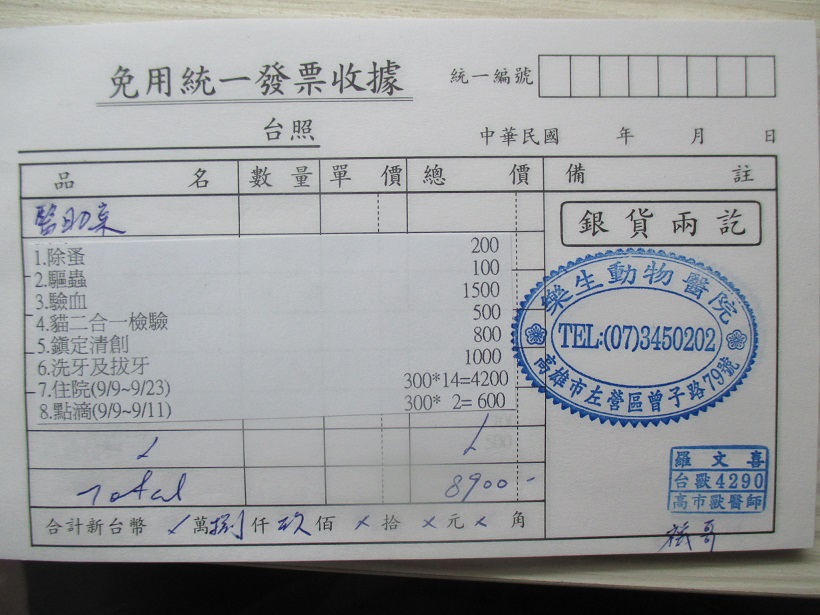 免用統一發票收據
統一編號
台照
中華民國 年 月 日
品名 數量 單價 總價 備註
醫助案
銀貨兩訖
1.除蚤 200
2.驅蟲 100
3.驗血 1500
4.貓二合一檢驗 500
5.鎮定清創 800
6.洗牙及拔牙 1000
7.住院(9/9~9/23) 300*14=4200
8.點滴(9/9~9/11) 300* 2= 600
樂生動物醫院
TEL:(07)3450202
高雄市左營區曾子路79號
Total 8900-
合計新台幣 萬捌仟玖佰 拾 元 角
羅文喜
台獸4290
高市獸醫師